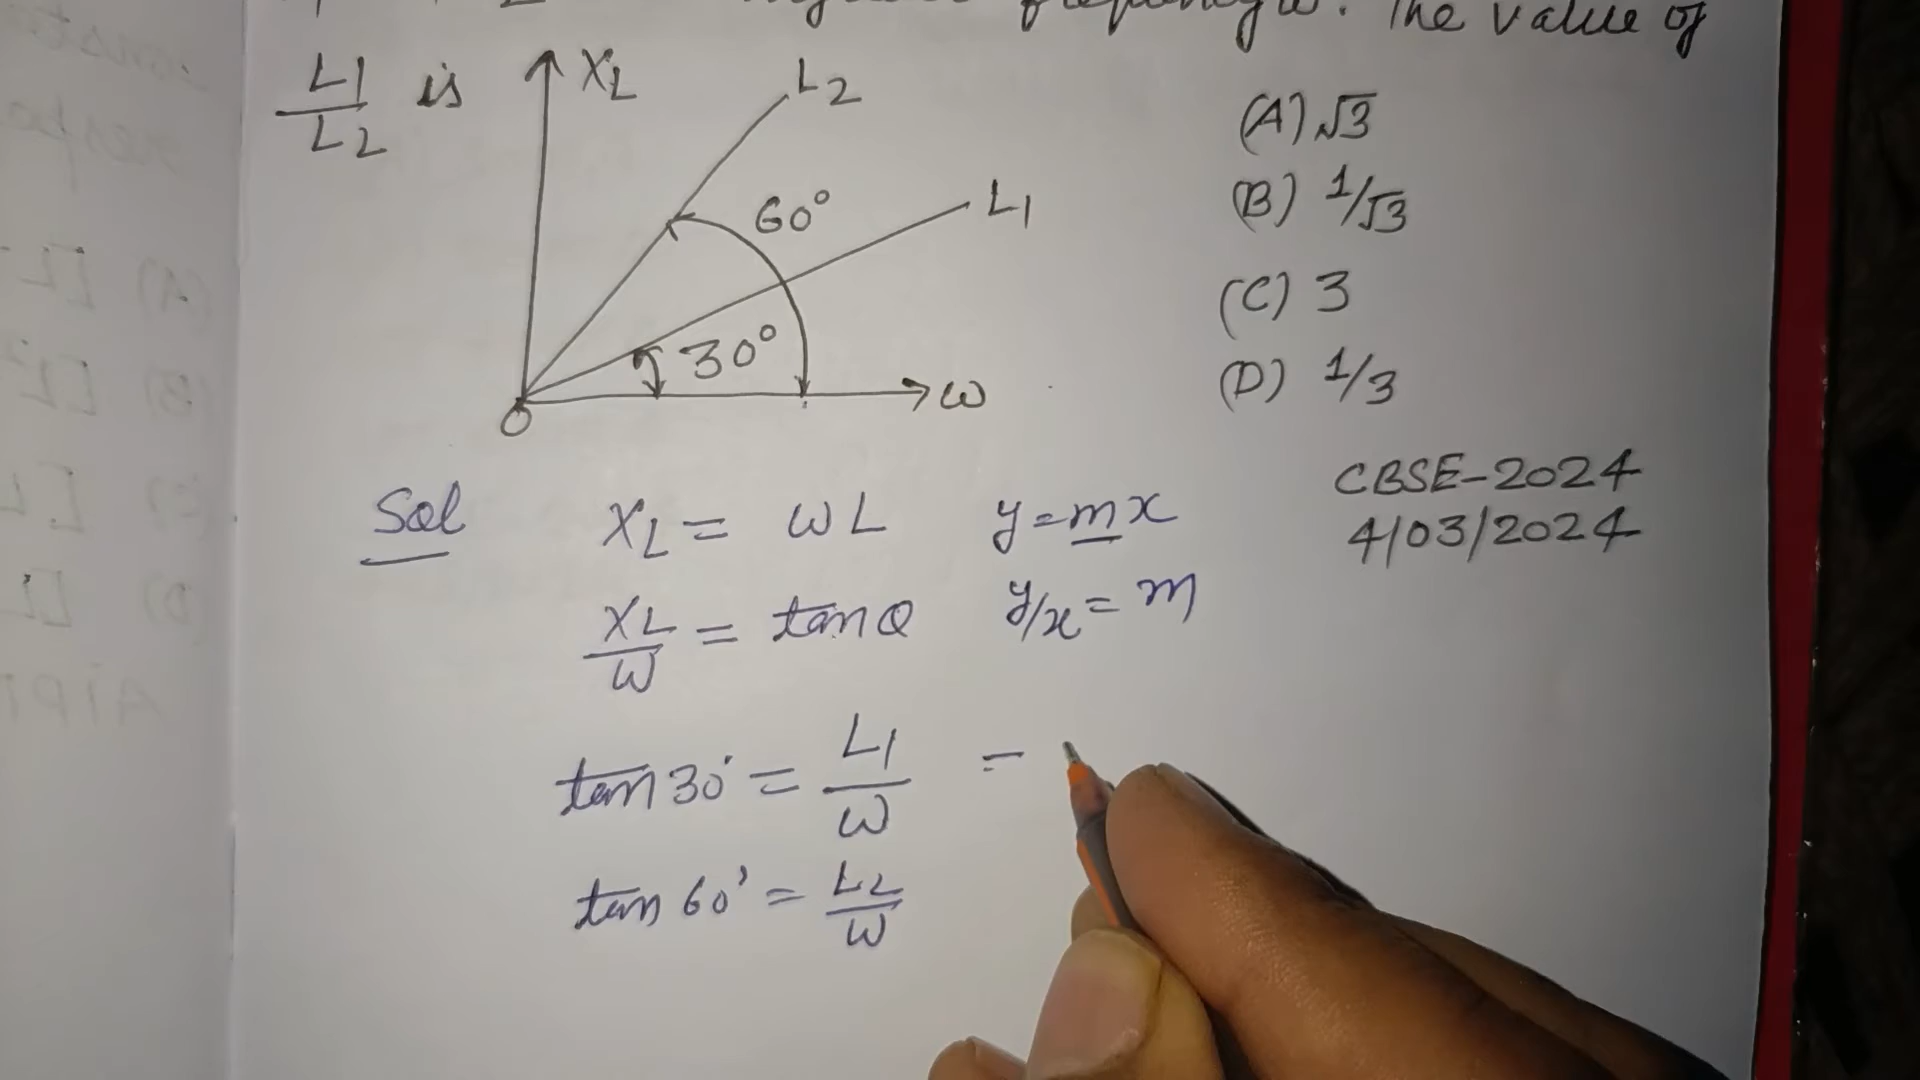 The value of
L1/L2 is
XL
L2
60°
L1
30°
ω
O
(A) √3
(B) 1/√3
(C) 3
(D) 1/3
CBSE-2024
4/03/2024
Sol
XL = ωL
y = mx
XL/ω = tanθ
y/x = m
tan 30° = L1/ω =
tan 60° = L2/ω